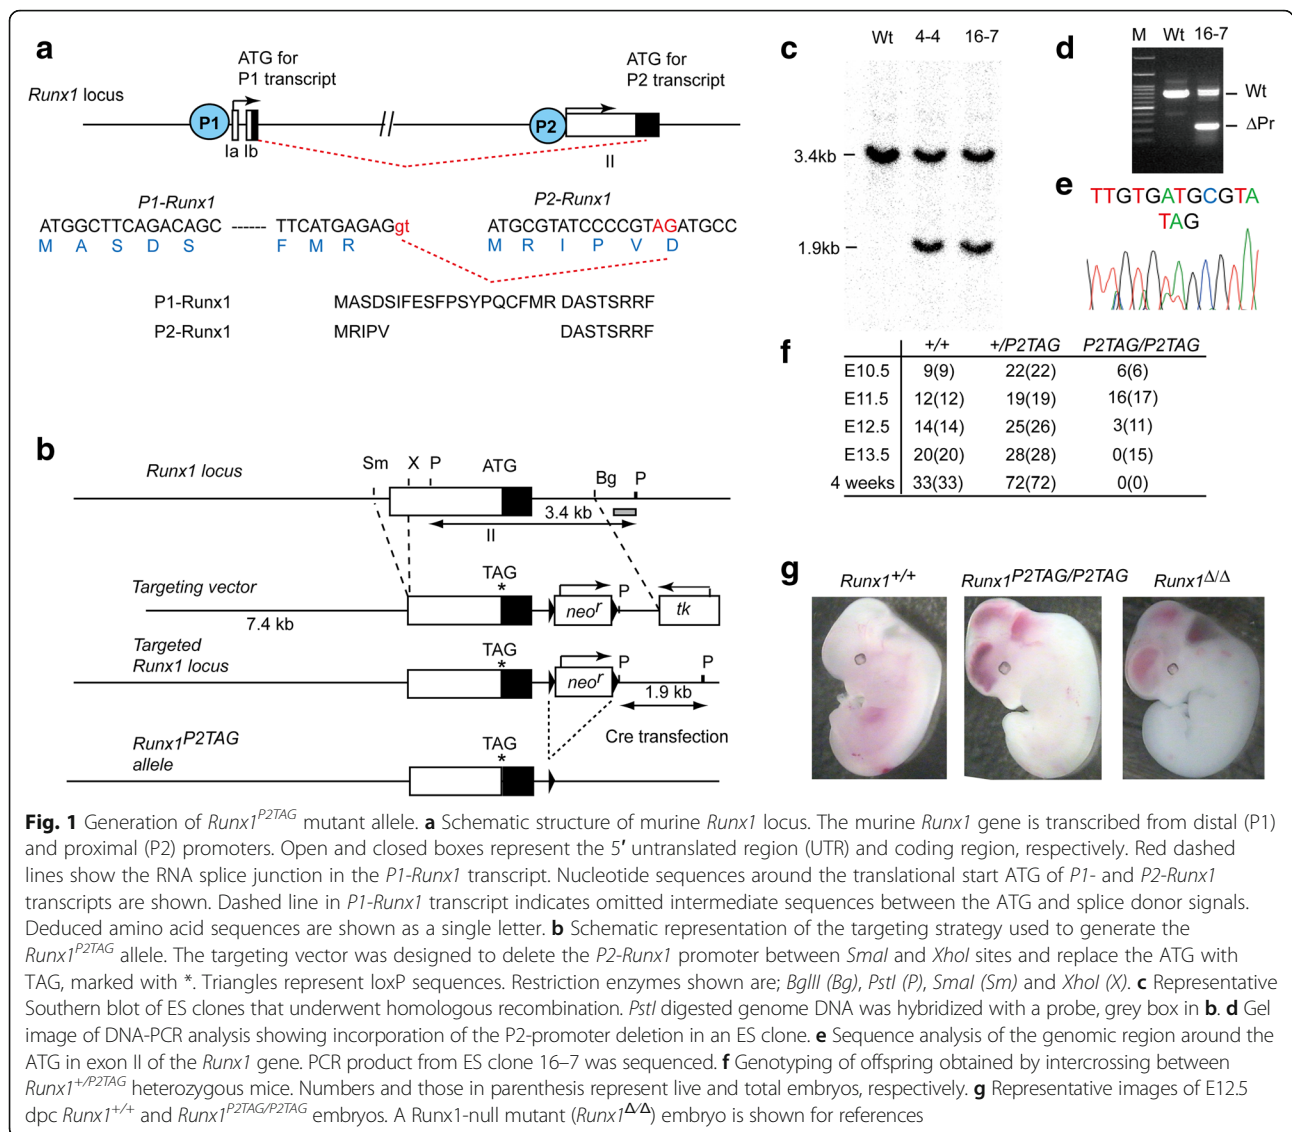 a
ATG for
P1 transcript
ATG for
P2 transcript
Runx1 locus
P1
P2
Ia Ib
II
P1-Runx1
P2-Runx1
ATGGCTTCAGACAGC ------ TTCATGAGAGgt
ATGCGTATCCCCGTAGATGCC
M A S D S F M R
M R I P V D
P1-Runx1 MASDSIFESFPSYPQCFMR DASTSRRF
P2-Runx1 MRIPV DASTSRRF
b
Runx1 locus
Sm X P ATG Bg P
3.4 kb
II
Targeting vector
TAG
*
neor
P
tk
7.4 kb
Targeted
Runx1 locus
TAG
*
neor
P P
1.9 kb
Runx1P2TAG
allele
TAG
*
Cre transfection
c
Wt 4-4 16-7
3.4kb
1.9kb
d
M Wt 16-7
Wt
ΔPr
e
TTGTGATGCGTA
TAG
f
+/+ +/P2TAG P2TAG/P2TAG
E10.5 9(9) 22(22) 6(6)
E11.5 12(12) 19(19) 16(17)
E12.5 14(14) 25(26) 3(11)
E13.5 20(20) 28(28) 0(15)
4 weeks 33(33) 72(72) 0(0)
g
Runx1+/+ Runx1P2TAG/P2TAG Runx1Δ/Δ
Fig. 1 Generation of Runx1P2TAG mutant allele. a Schematic structure of murine Runx1 locus. The murine Runx1 gene is transcribed from distal (P1)
and proximal (P2) promoters. Open and closed boxes represent the 5′ untranslated region (UTR) and coding region, respectively. Red dashed
lines show the RNA splice junction in the P1-Runx1 transcript. Nucleotide sequences around the translational start ATG of P1- and P2-Runx1
transcripts are shown. Dashed line in P1-Runx1 transcript indicates omitted intermediate sequences between the ATG and splice donor signals.
Deduced amino acid sequences are shown as a single letter. b Schematic representation of the targeting strategy used to generate the
Runx1P2TAG allele. The targeting vector was designed to delete the P2-Runx1 promoter between SmaI and XhoI sites and replace the ATG with
TAG, marked with *. Triangles represent loxP sequences. Restriction enzymes shown are; BglII (Bg), PstI (P), SmaI (Sm) and XhoI (X). c Representative
Southern blot of ES clones that underwent homologous recombination. PstI digested genome DNA was hybridized with a probe, grey box in b. d Gel
image of DNA-PCR analysis showing incorporation of the P2-promoter deletion in an ES clone. e Sequence analysis of the genomic region around the
ATG in exon II of the Runx1 gene. PCR product from ES clone 16–7 was sequenced. f Genotyping of offspring obtained by intercrossing between
Runx1+/P2TAG heterozygous mice. Numbers and those in parenthesis represent live and total embryos, respectively. g Representative images of E12.5
dpc Runx1+/+ and Runx1P2TAG/P2TAG embryos. A Runx1-null mutant (Runx1Δ/Δ) embryo is shown for references